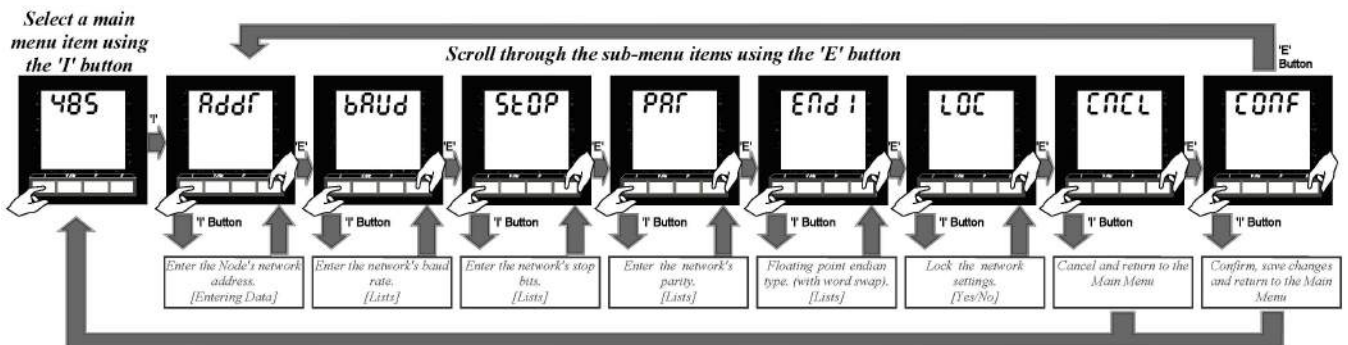 Select a main
menu item using
the 'I' button
Scroll through the sub-menu items using the 'E' button
'E'
Button
485
'I'
Addr
'E'
bAUd
'E'
StOP
'E'
PAr
'E'
ENdI
'E'
LOC
'E'
CNCL
'E'
CONF
'I' Button
'I' Button
'I' Button
'I' Button
'I' Button
'I' Button
'I' Button
'I' Button
Enter the Node's network
address.
[Entering Data]
Enter the network's baud
rate.
[Lists]
Enter the network's stop
bits.
[Lists]
Enter the network's
parity.
[Lists]
Floating point endian
type. (with word swap).
[Lists]
Lock the network
settings.
[Yes/No]
Cancel and return to the
Main Menu
Confirm, save changes
and return to the Main
Menu